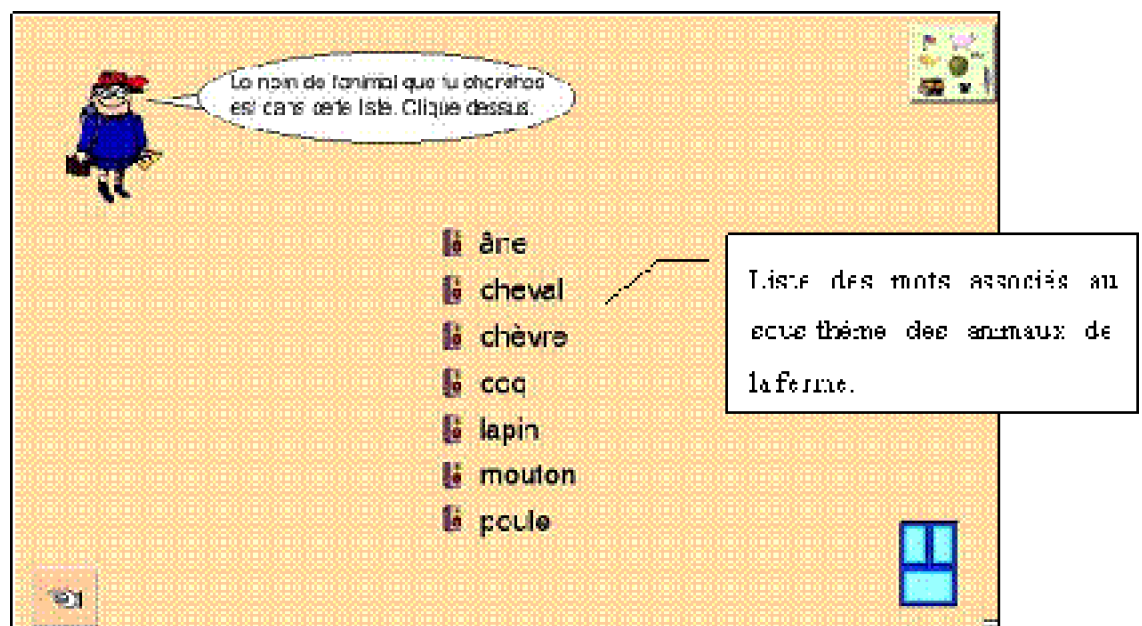 Le nom de l'animal que tu cherches
est dans cette liste. Clique dessus.
âne
cheval
chèvre
coq
lapin
mouton
poule
Liste des mots associés au
sous thème des animaux de
la ferme.